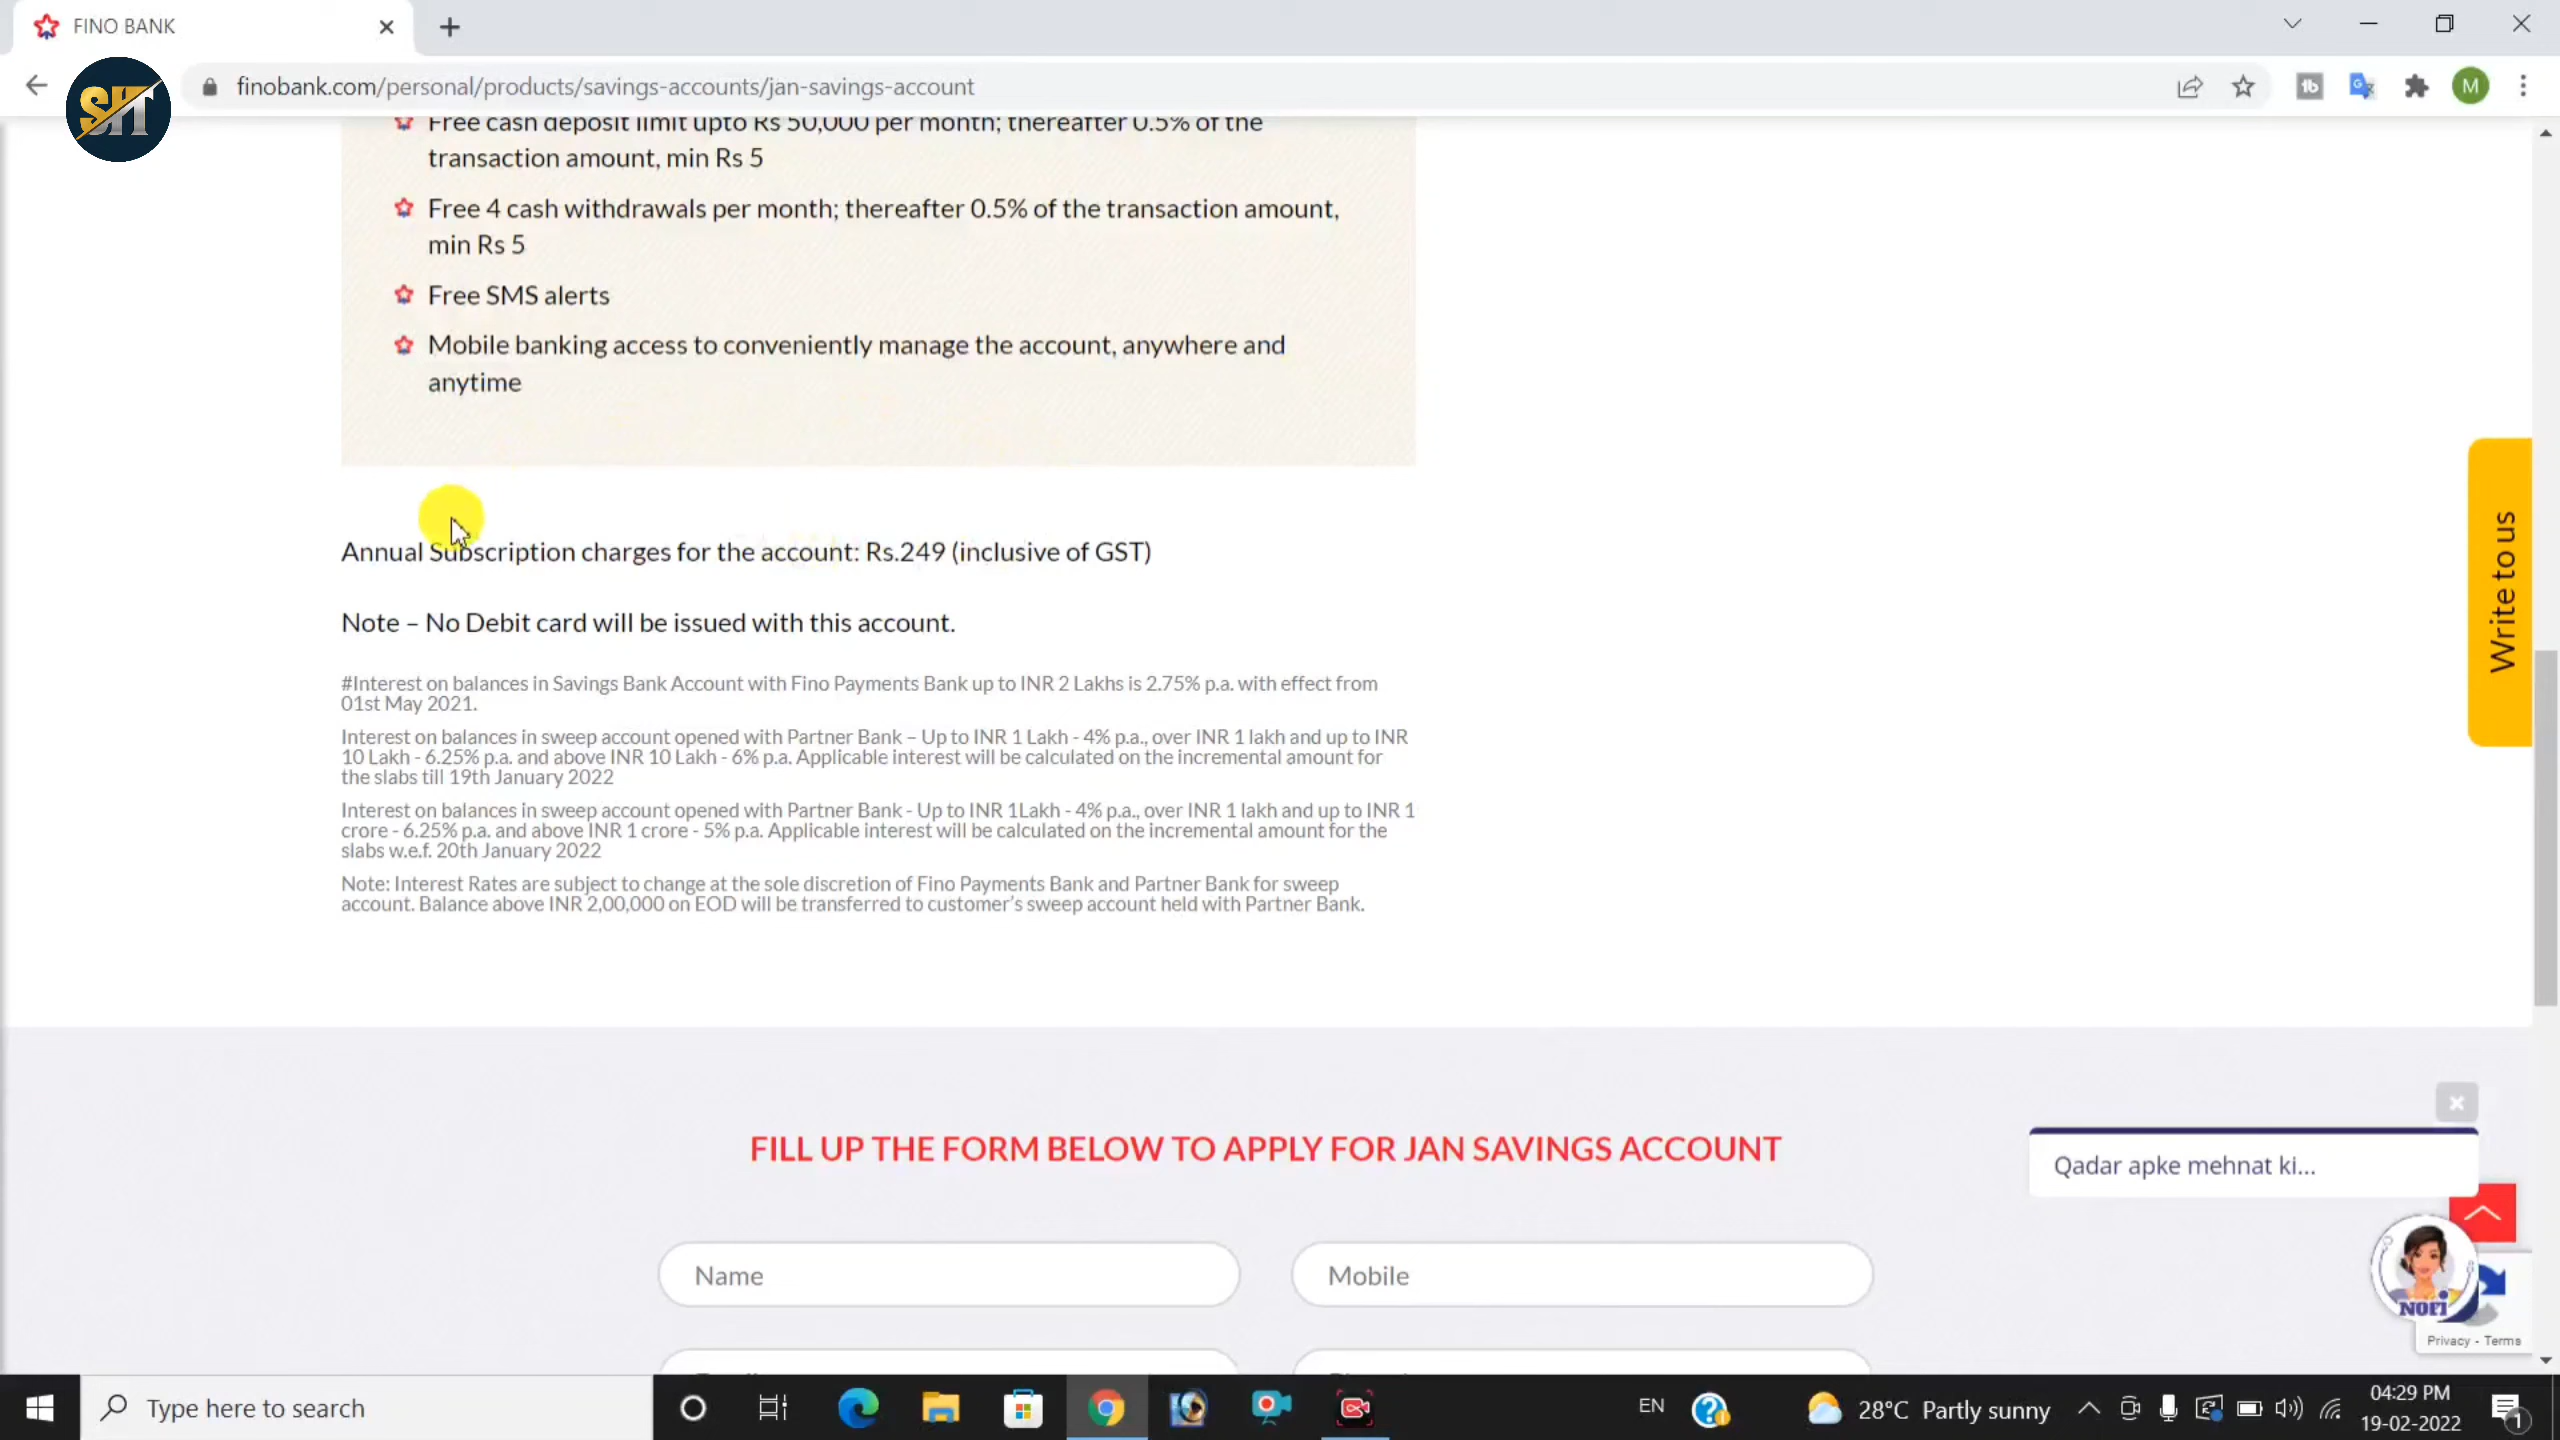 FINO BANK
SHT
finobank.com/personal/products/savings-accounts/jan-savings-account
M
Free cash deposit limit upto Rs 50,000 per month; thereafter 0.5% of the
transaction amount, min Rs 5
Free 4 cash withdrawals per month; thereafter 0.5% of the transaction amount,
min Rs 5
Free SMS alerts
Mobile banking access to conveniently manage the account, anywhere and
anytime
Annual Subscription charges for the account: Rs.249 (inclusive of GST)
Note – No Debit card will be issued with this account.
#Interest on balances in Savings Bank Account with Fino Payments Bank up to INR 2 Lakhs is 2.75% p.a. with effect from
01st May 2021.
Interest on balances in sweep account opened with Partner Bank – Up to INR 1 Lakh - 4% p.a., over INR 1 lakh and up to INR
10 Lakh - 6.25% p.a. and above INR 10 Lakh - 6% p.a. Applicable interest will be calculated on the incremental amount for
the slabs till 19th January 2022
Interest on balances in sweep account opened with Partner Bank - Up to INR 1Lakh - 4% p.a., over INR 1 lakh and up to INR 1
crore - 6.25% p.a. and above INR 1 crore - 5% p.a. Applicable interest will be calculated on the incremental amount for the
slabs w.e.f. 20th January 2022
Note: Interest Rates are subject to change at the sole discretion of Fino Payments Bank and Partner Bank for sweep
account. Balance above INR 2,00,000 on EOD will be transferred to customer's sweep account held with Partner Bank.
Write to us
FILL UP THE FORM BELOW TO APPLY FOR JAN SAVINGS ACCOUNT
Qadar apke mehnat ki...
Name
Mobile
NOFI
Privacy - Terms
Type here to search
EN
28°C Partly sunny
04:29 PM
19-02-2022
1